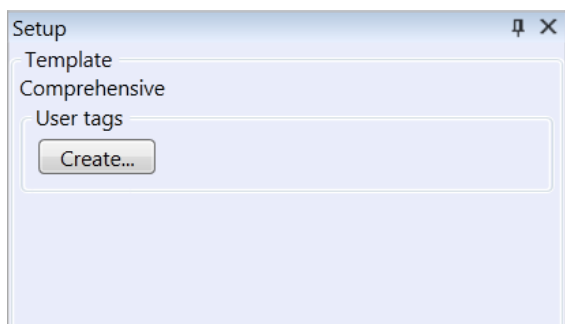 Setup
Template
Comprehensive
User tags
Create...